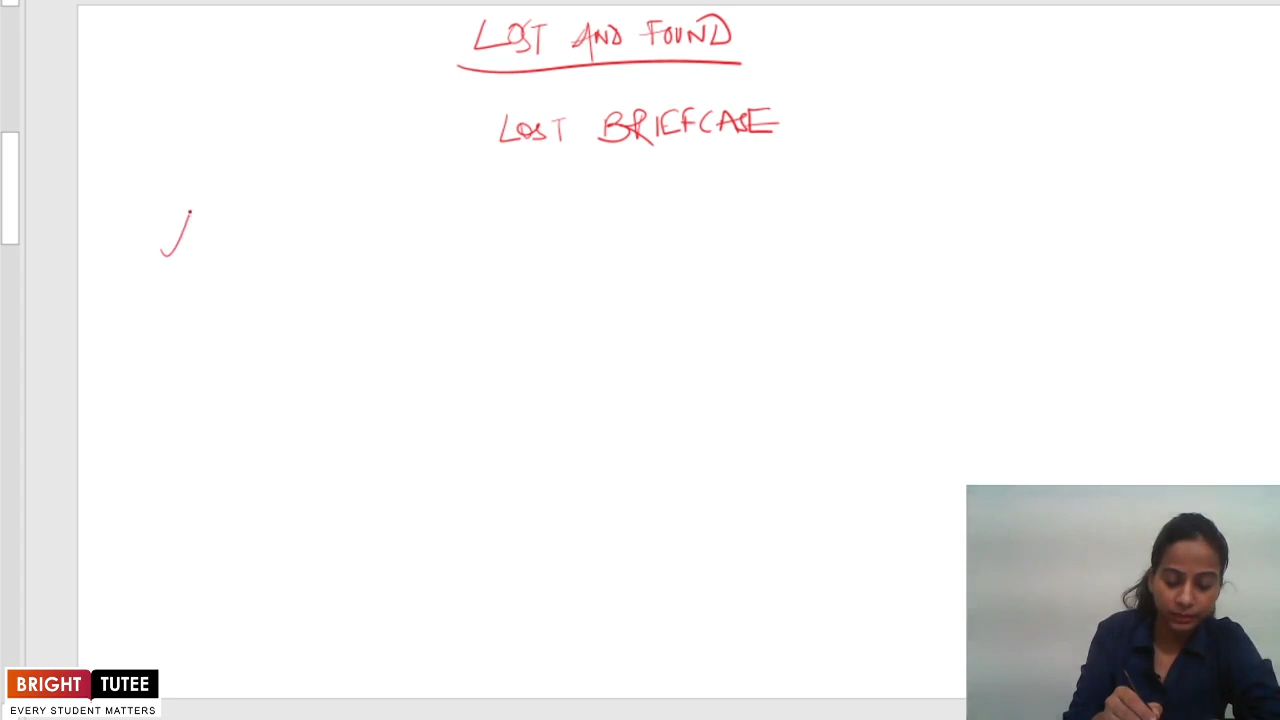 LOST AND FOUND
LOST BRIEFCASE
BRIGHT TUTEE
EVERY STUDENT MATTERS